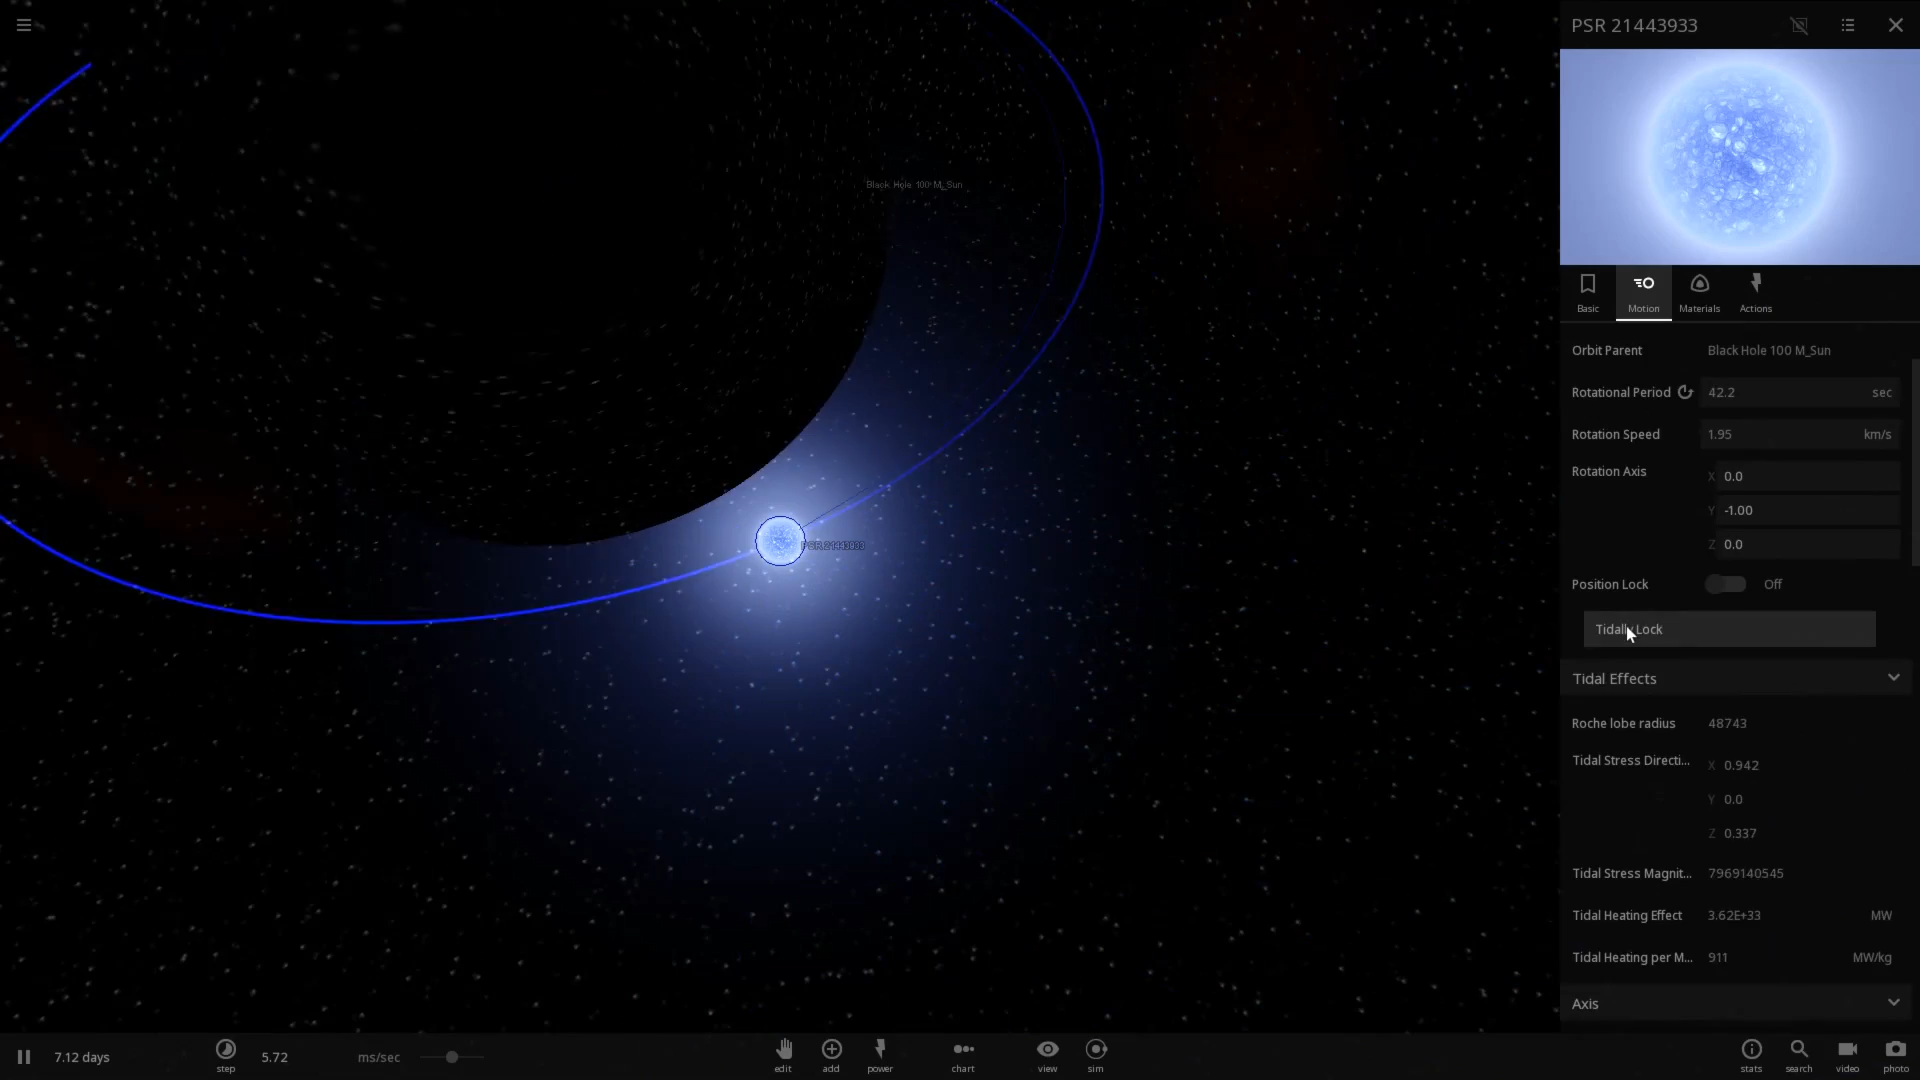 PSR 21443933
Black Hole 100 M_Sun
PSR 21443933
Basic
Motion
Materials
Actions
Orbit Parent Black Hole 100 M_Sun
Rotational Period 42.2 sec
Rotation Speed 1.95 km/s
Rotation Axis X 0.0
Y -1.00
Z 0.0
Position Lock Off
Tidally Lock
Tidal Effects
Roche lobe radius 48743
Tidal Stress Directi... X 0.942
Y 0.0
Z 0.337
Tidal Stress Magnit... 7969140545
Tidal Heating Effect 3.62E+33 MW
Tidal Heating per M... 911 MW/kg
Axis
7.12 days
step
5.72 ms/sec
edit
add
power
chart
view
sim
stats
search
video
photo